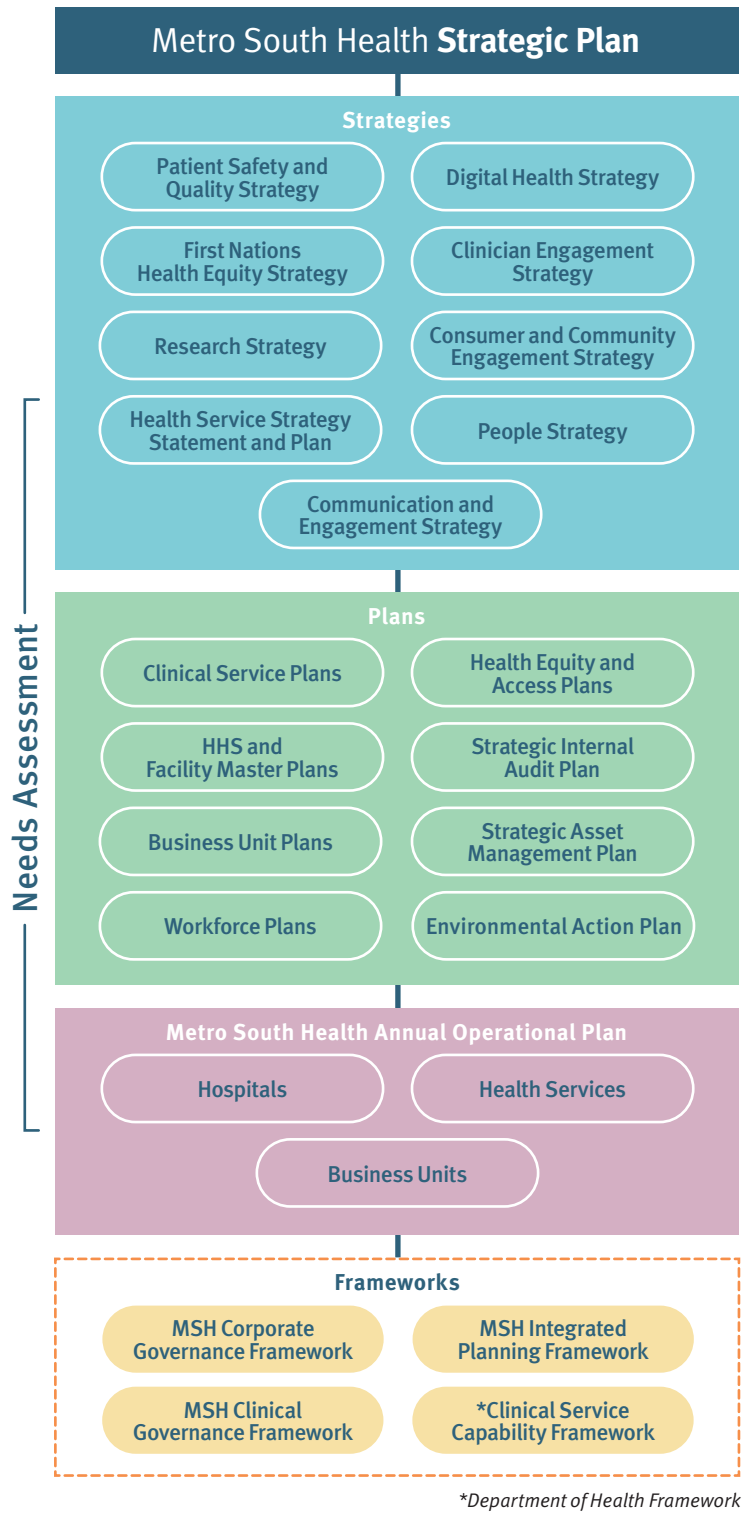 Metro South Health Strategic Plan
Strategies
Patient Safety and
Quality Strategy
Digital Health Strategy
First Nations
Health Equity Strategy
Clinician Engagement
Strategy
Research Strategy
Consumer and Community
Engagement Strategy
Health Service Strategy
Statement and Plan
People Strategy
Communication and
Engagement Strategy
Needs Assessment
Plans
Clinical Service Plans
Health Equity and
Access Plans
HHS and
Facility Master Plans
Strategic Internal
Audit Plan
Business Unit Plans
Strategic Asset
Management Plan
Workforce Plans
Environmental Action Plan
Metro South Health Annual Operational Plan
Hospitals
Health Services
Business Units
Frameworks
MSH Corporate
Governance Framework
MSH Integrated
Planning Framework
MSH Clinical
Governance Framework
*Clinical Service
Capability Framework
*Department of Health Framework